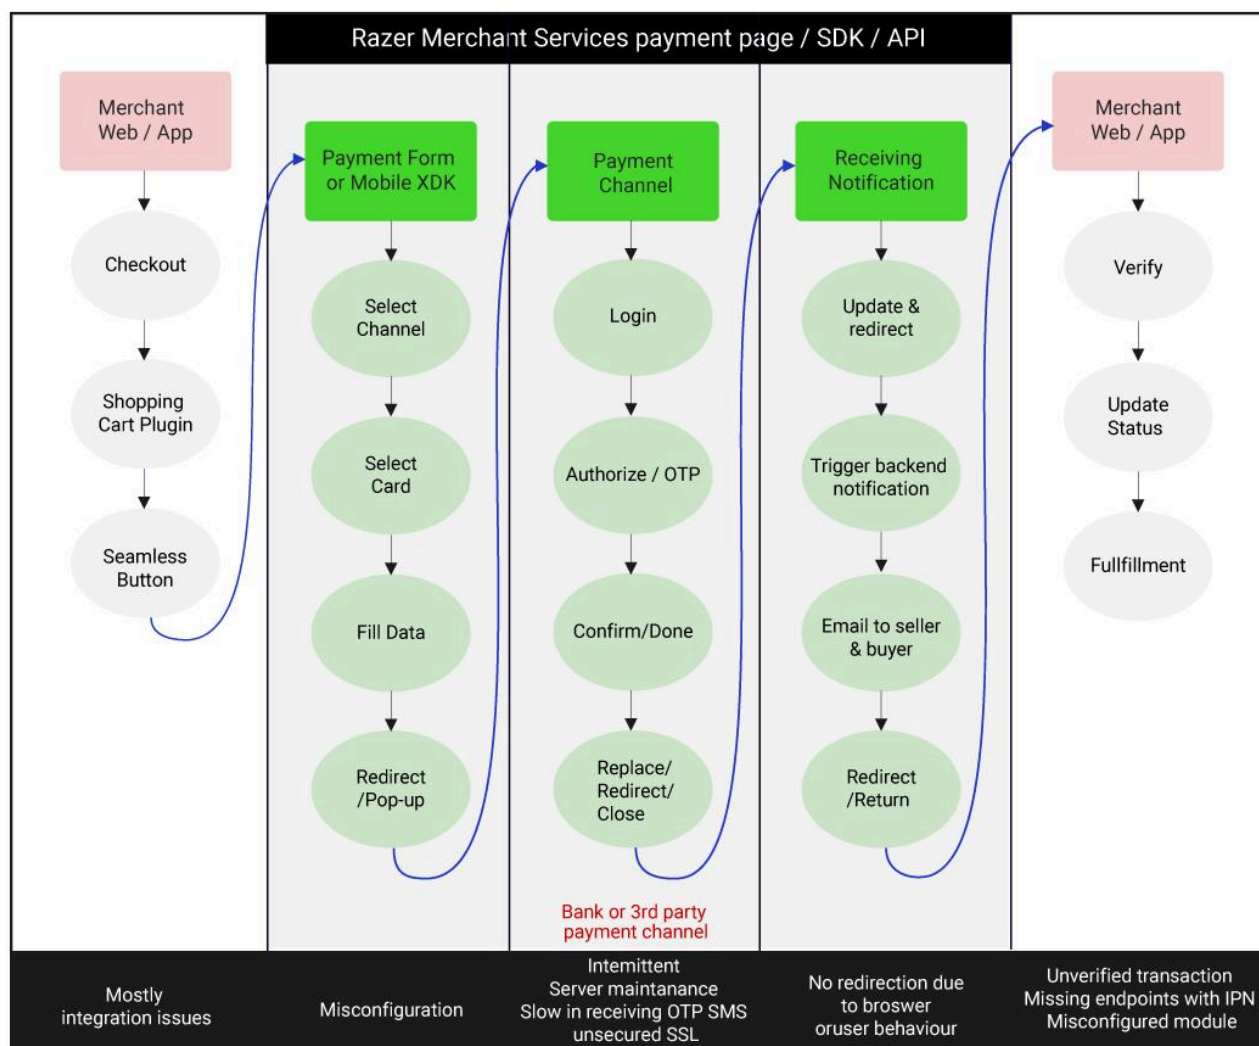 Razer Merchant Services payment page / SDK / API
Merchant
Web / App
Checkout
Shopping
Cart Plugin
Seamless
Button
Mostly
integration issues
Payment Form
or Mobile XDK
Select
Channel
Select
Card
Fill Data
Redirect
/Pop-up
Misconfiguration
Payment
Channel
Login
Authorize / OTP
Confirm/Done
Replace/
Redirect/
Close
Bank or 3rd party
payment channel
Intemittent
Server maintanance
Slow in receiving OTP SMS
unsecured SSL
Receiving
Notification
Update &
redirect
Trigger backend
notification
Email to seller
& buyer
Redirect
/Return
No redirection due
to broswer
oruser behaviour
Merchant
Web / App
Verify
Update
Status
Fullfillment
Unverified transaction
Missing endpoints with IPN
Misconfigured module